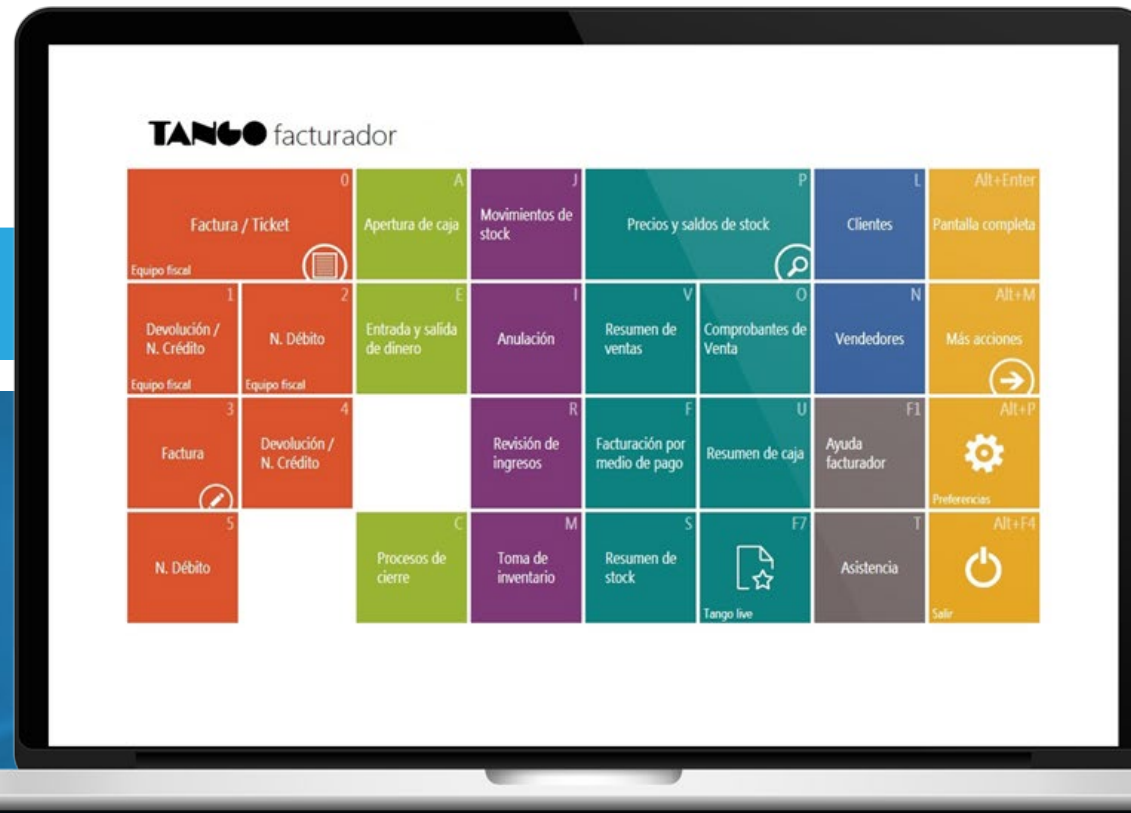 TANGO facturador
0
Factura / Ticket
Equipo fiscal
A
Apertura de caja
J
Movimientos de
stock
P
Precios y saldos de stock
L
Clientes
Alt+Enter
Pantalla completa
1
Devolución /
N. Crédito
Equipo fiscal
2
N. Débito
Equipo fiscal
E
Entrada y salida
de dinero
I
Anulación
V
Resumen de
ventas
O
Comprobantes de
Venta
N
Vendedores
Alt+M
Más acciones
3
Factura
4
Devolución /
N. Crédito
R
Revisión de
ingresos
F
Facturación por
medio de pago
U
Resumen de caja
F1
Ayuda
facturador
Alt+P
Preferencias
5
N. Débito
C
Procesos de
cierre
M
Toma de
inventario
S
Resumen de
stock
F7
Tango live
T
Asistencia
Alt+F4
Salir